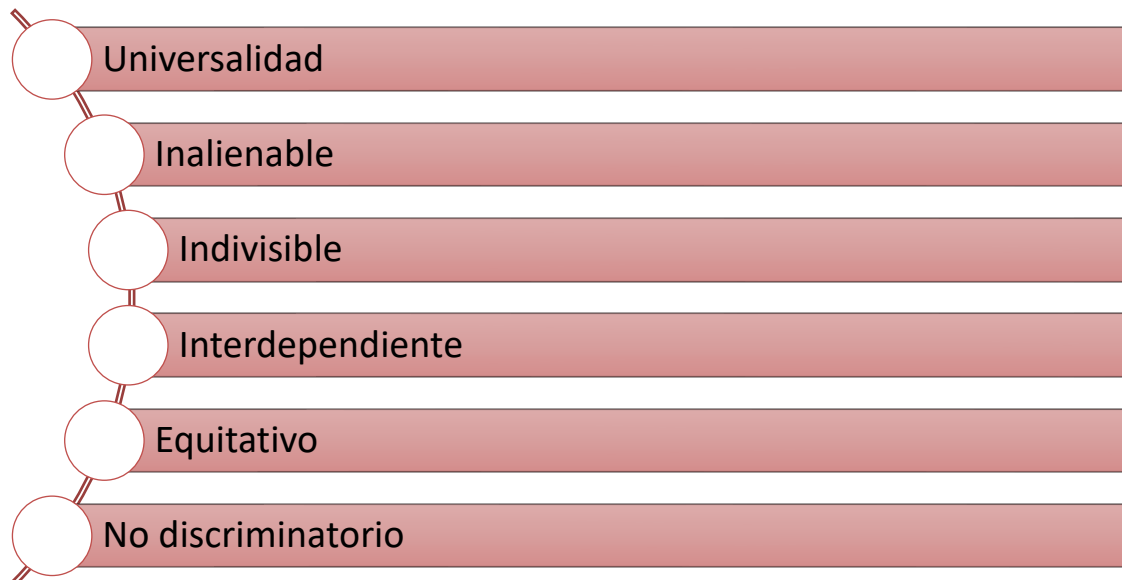 Universalidad
Inalienable
Indivisible
Interdependiente
Equitativo
No discriminatorio